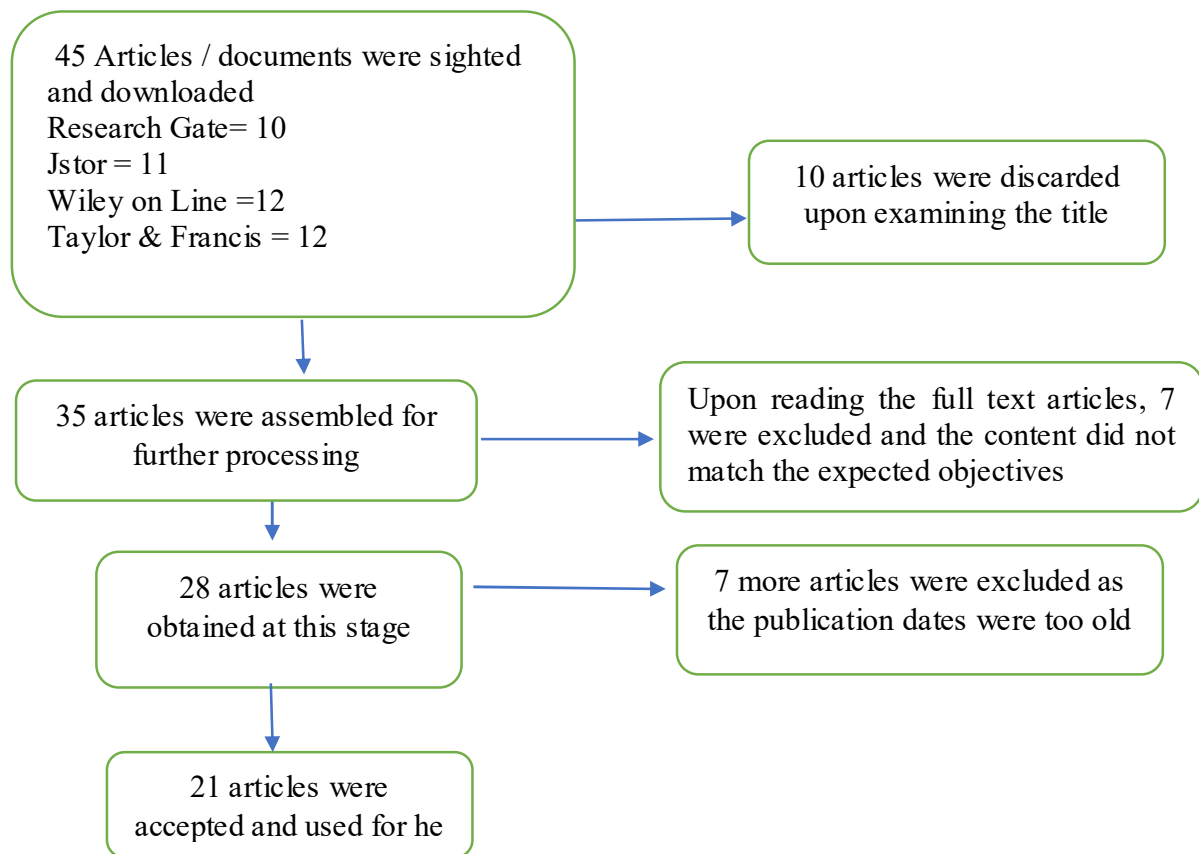 45 Articles / documents were sighted
and downloaded
Research Gate= 10
Jstor = 11
Wiley on Line =12
Taylor & Francis = 12
10 articles were discarded
upon examining the title
35 articles were assembled for
further processing
Upon reading the full text articles, 7
were excluded and the content did not
match the expected objectives
28 articles were
obtained at this stage
7 more articles were excluded as
the publication dates were too old
21 articles were
accepted and used for he